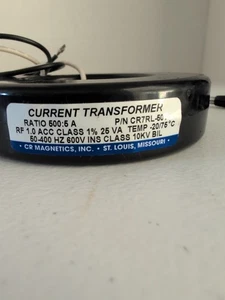 CURRENT TRANSFORMER
RATIO 500:5 A P/N CR7RL-50
RF 1.0 ACC CLASS 1% 25 VA TEMP -20/75°C
50-400 HZ 600V INS CLASS 10KV BIL
• CR MAGNETICS, INC. • ST. LOUIS, MISSOURI •